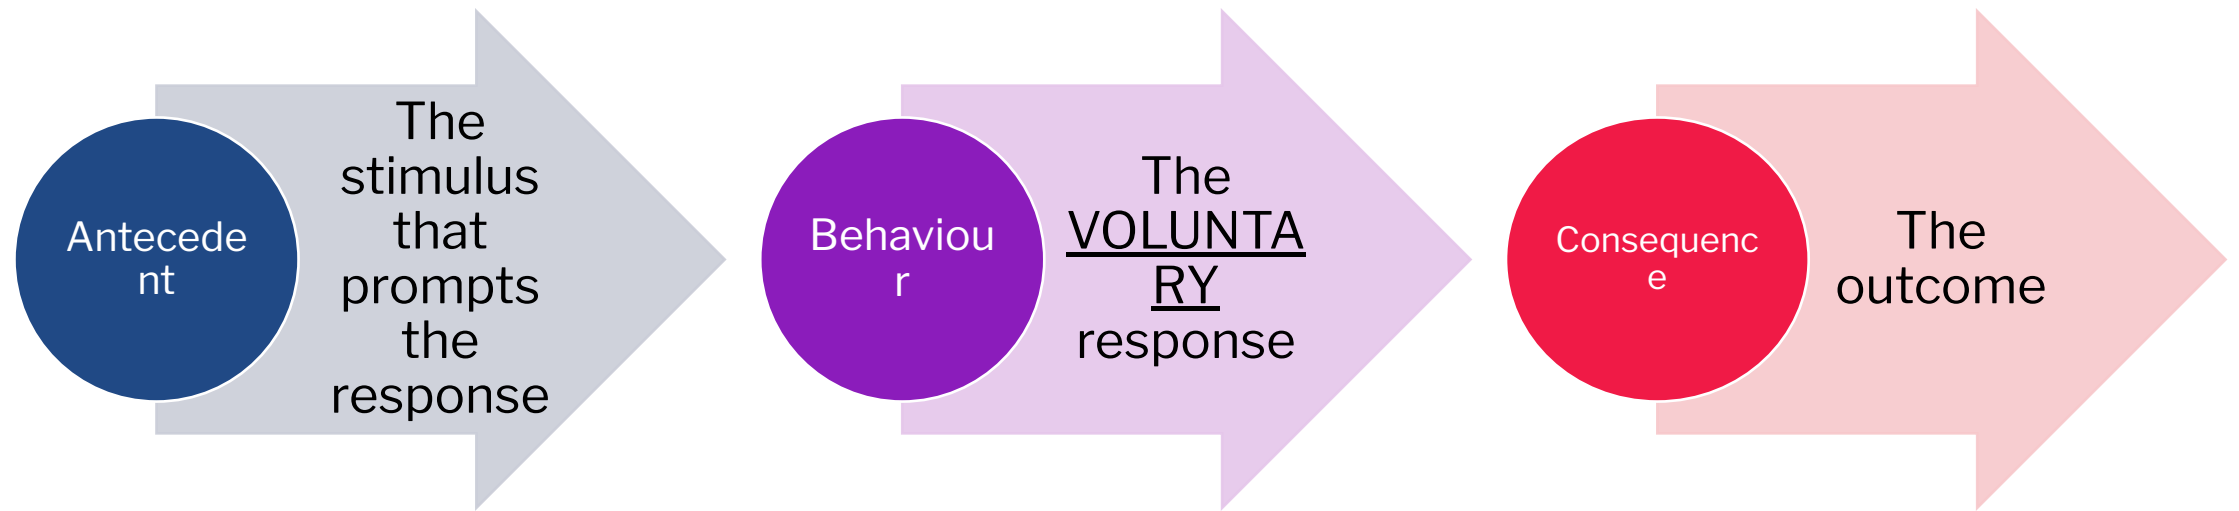 Antecede
nt
The
stimulus
that
prompts
the
response
Behaviou
r
The
VOLUNTA
RY
response
Consequenc
e
The
outcome